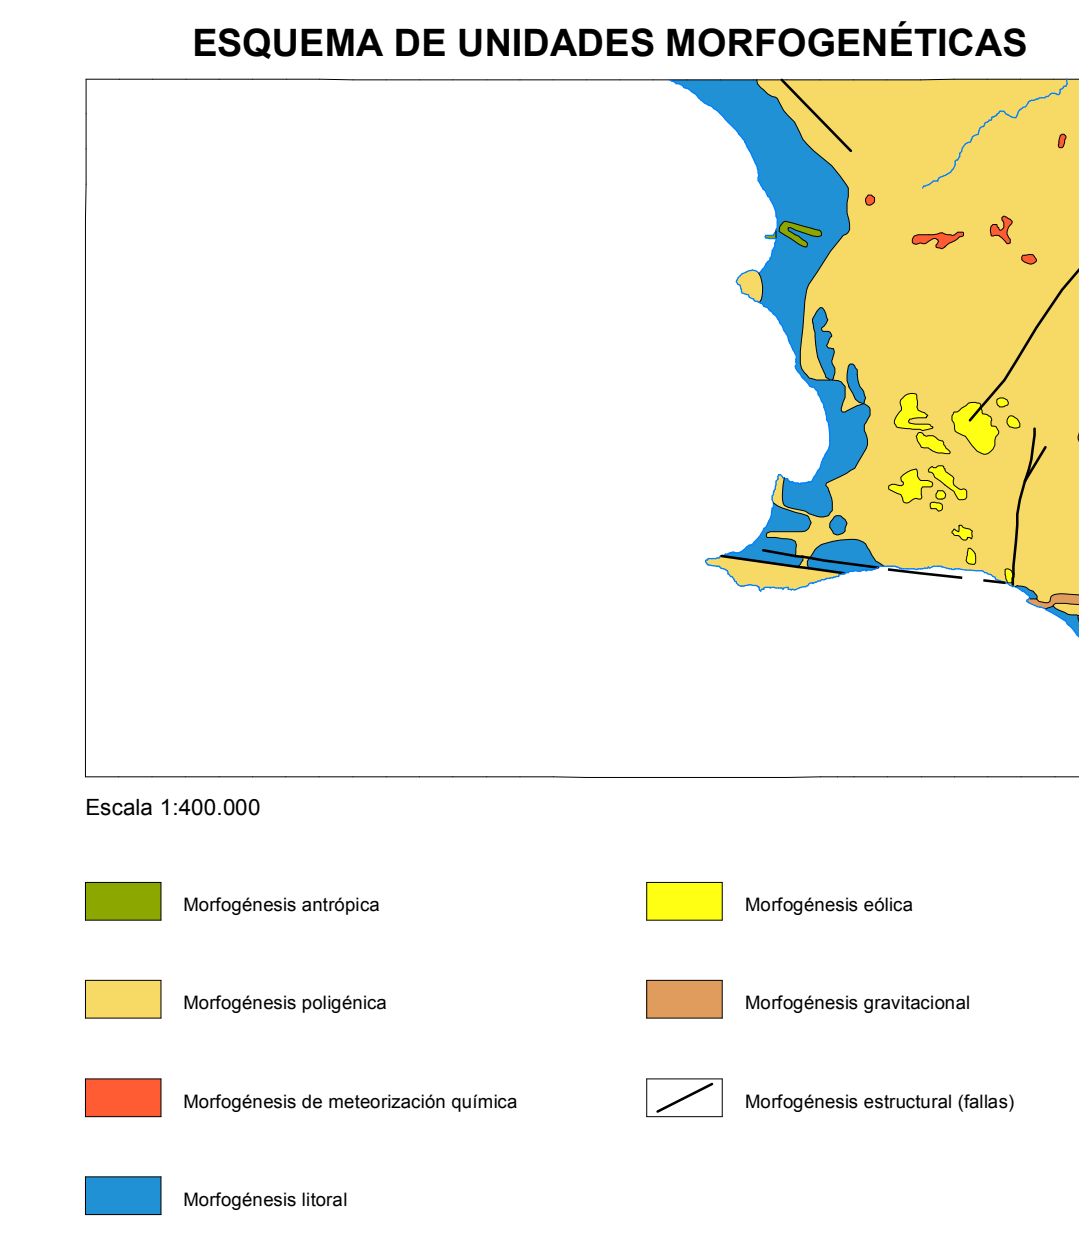 ESQUEMA DE UNIDADES MORFOGENÉTICAS
Escala 1:400.000
Morfogénesis antrópica
Morfogénesis eólica
Morfogénesis poligénica
Morfogénesis gravitacional
Morfogénesis de meteorización química
Morfogénesis estructural (fallas)
Morfogénesis litoral